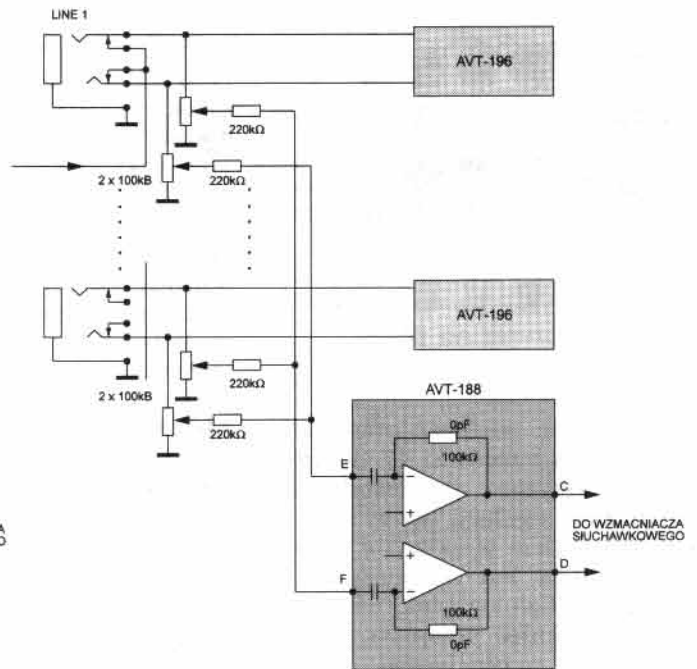 LINE 1
AVT-196
220kΩ
220kΩ
2 x 100kB
AVT-196
220kΩ
2 x 100kB
220kΩ
AVT-188
0pF
100kΩ
E
C
DO WZMACNIACZA
SŁUCHAWKOWEGO
D
F
100kΩ
0pF